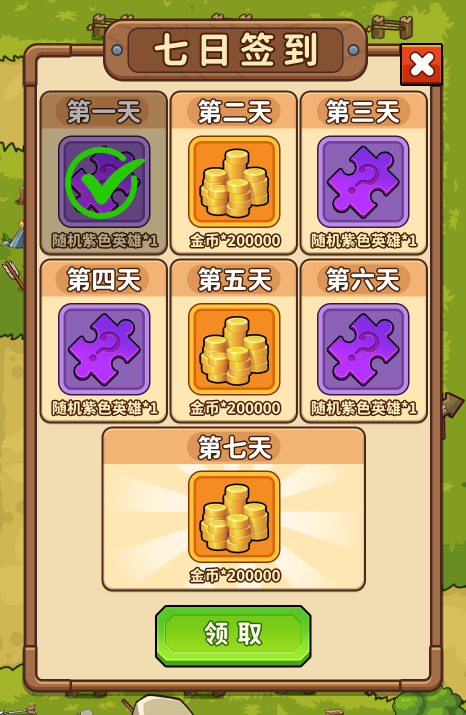 七日签到
第一天
第二天
第三天
随机紫色英雄*1
金币*200000
随机紫色英雄*1
第四天
第五天
第六天
随机紫色英雄*1
金币*200000
随机紫色英雄*1
第七天
金币*200000
领取